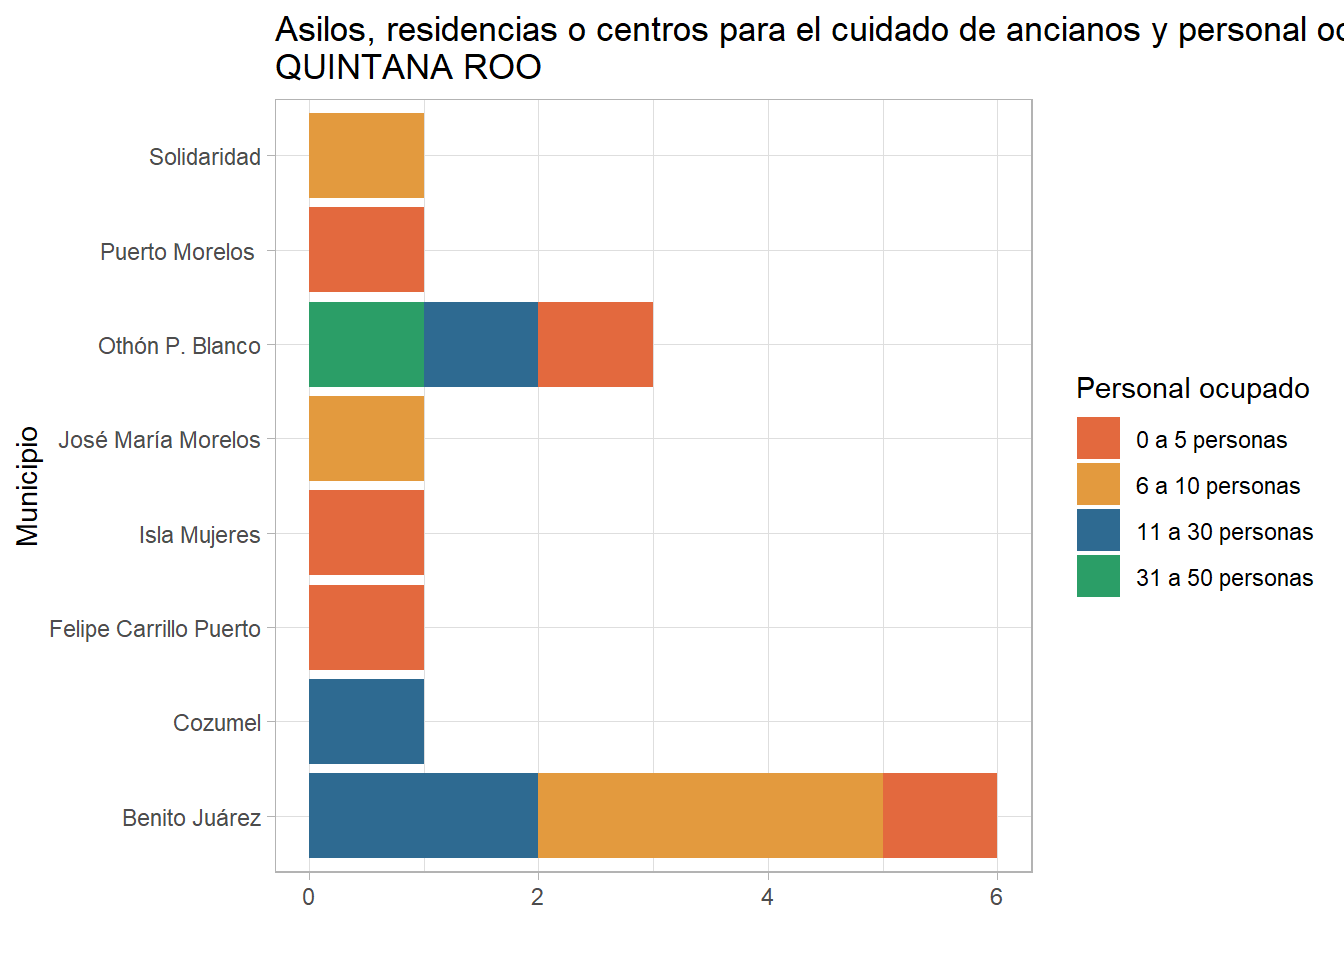 Asilos, residencias o centros para el cuidado de ancianos y personal
QUINTANA ROO
Solidaridad
Puerto Morelos
Othón P. Blanco
José María Morelos
Isla Mujeres
Felipe Carrillo Puerto
Cozumel
Benito Juárez
Municipio
0 2 4 6
Personal ocupado
0 a 5 personas
6 a 10 personas
11 a 30 personas
31 a 50 personas